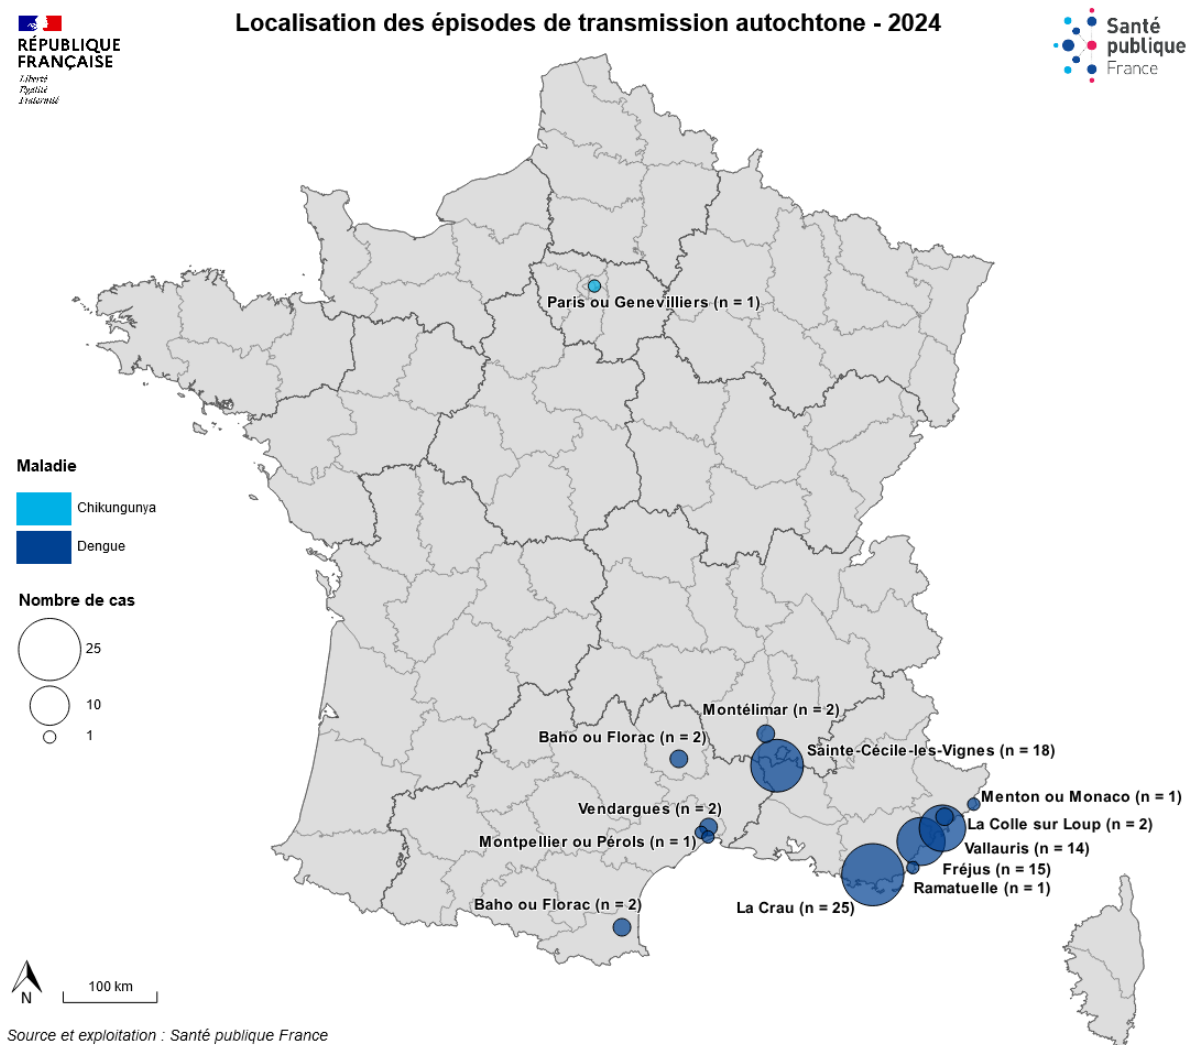 Localisation des épisodes de transmission autochtone - 2024
RÉPUBLIQUE
FRANÇAISE
Liberté
Égalité
Fraternité
Santé
publique
France
Paris ou Genevilliers (n = 1)
Maladie
Chikungunya
Dengue
Nombre de cas
25
10
1
Montélimar (n = 2)
Baho ou Florac (n = 2)
Sainte-Cécile-les-Vignes (n = 18)
Menton ou Monaco (n = 1)
Vendargues (n = 2)
La Colle sur Loup (n = 2)
Montpellier ou Pérols (n = 1)
Vallauris (n = 14)
Fréjus (n = 15)
Ramatuelle (n = 1)
Baho ou Florac (n = 2)
La Crau (n = 25)
N
100 km
Source et exploitation : Santé publique France